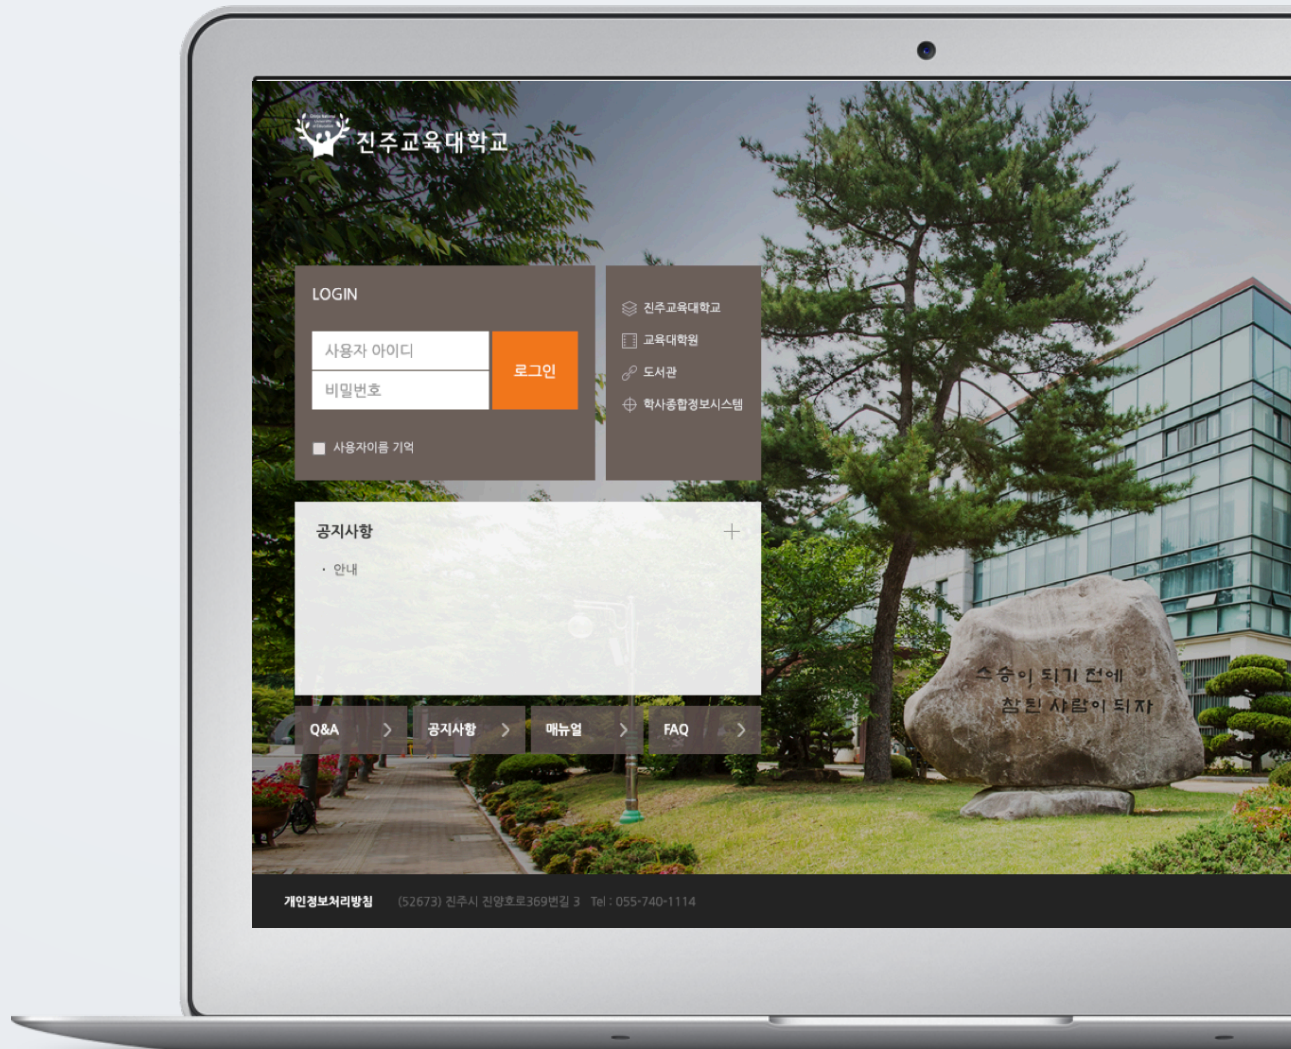 진주교육대학교
LOGIN
사용자 아이디
비밀번호
로그인
사용자이름 기억
진주교육대학교
교육대학원
도서관
학사종합정보시스템
공지사항
· 안내
Q&A
공지사항
매뉴얼
FAQ
스승이 되기 전에
참된 사람이 되자
개인정보처리방침 (52673) 진주시 진양호로369번길 3 Tel : 055-740-1114